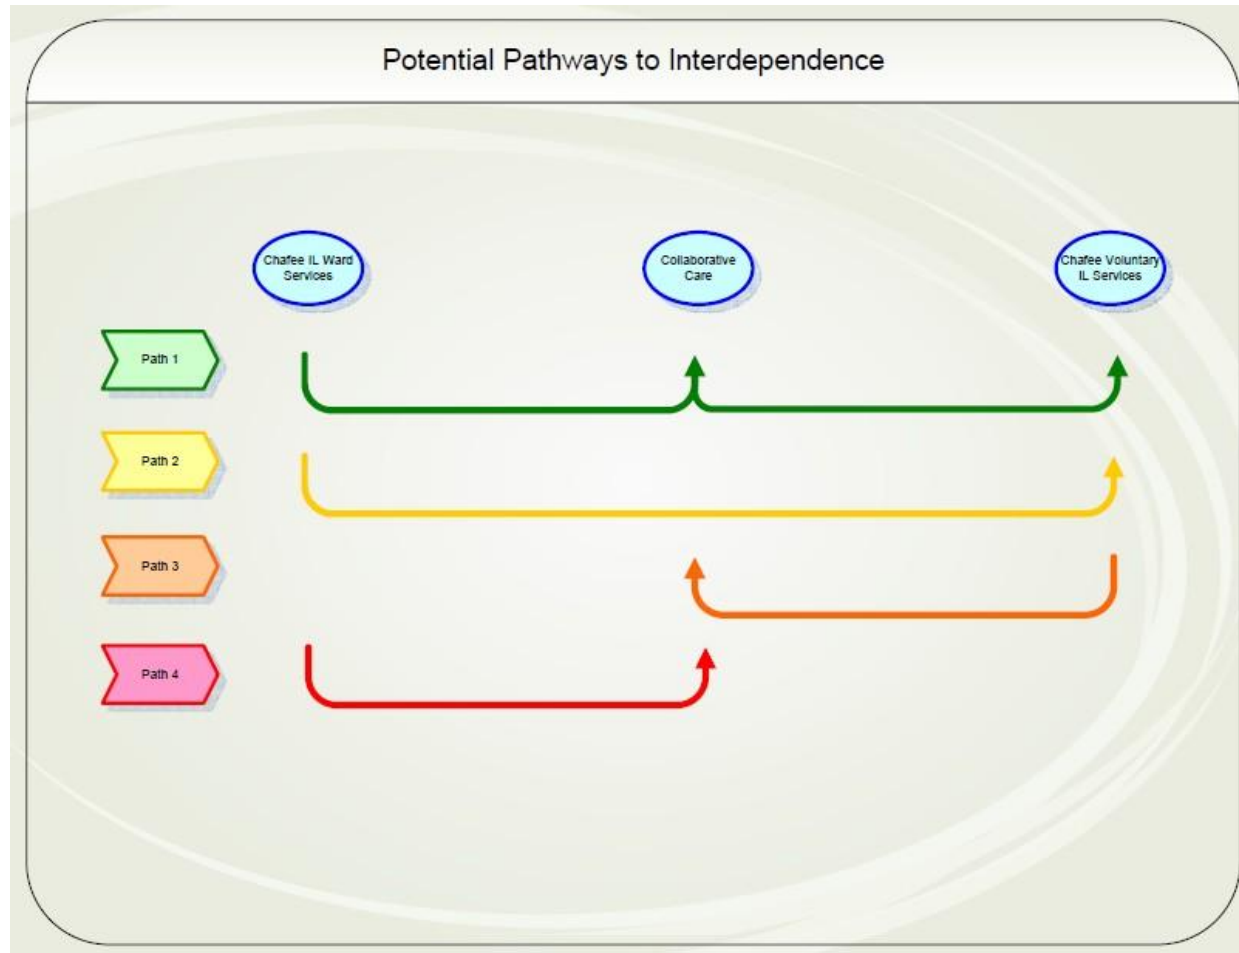 Potential Pathways to Interdependence
Chafee IL Ward
Services
Collaborative
Care
Chafee Voluntary
IL Services
Path 1
Path 2
Path 3
Path 4